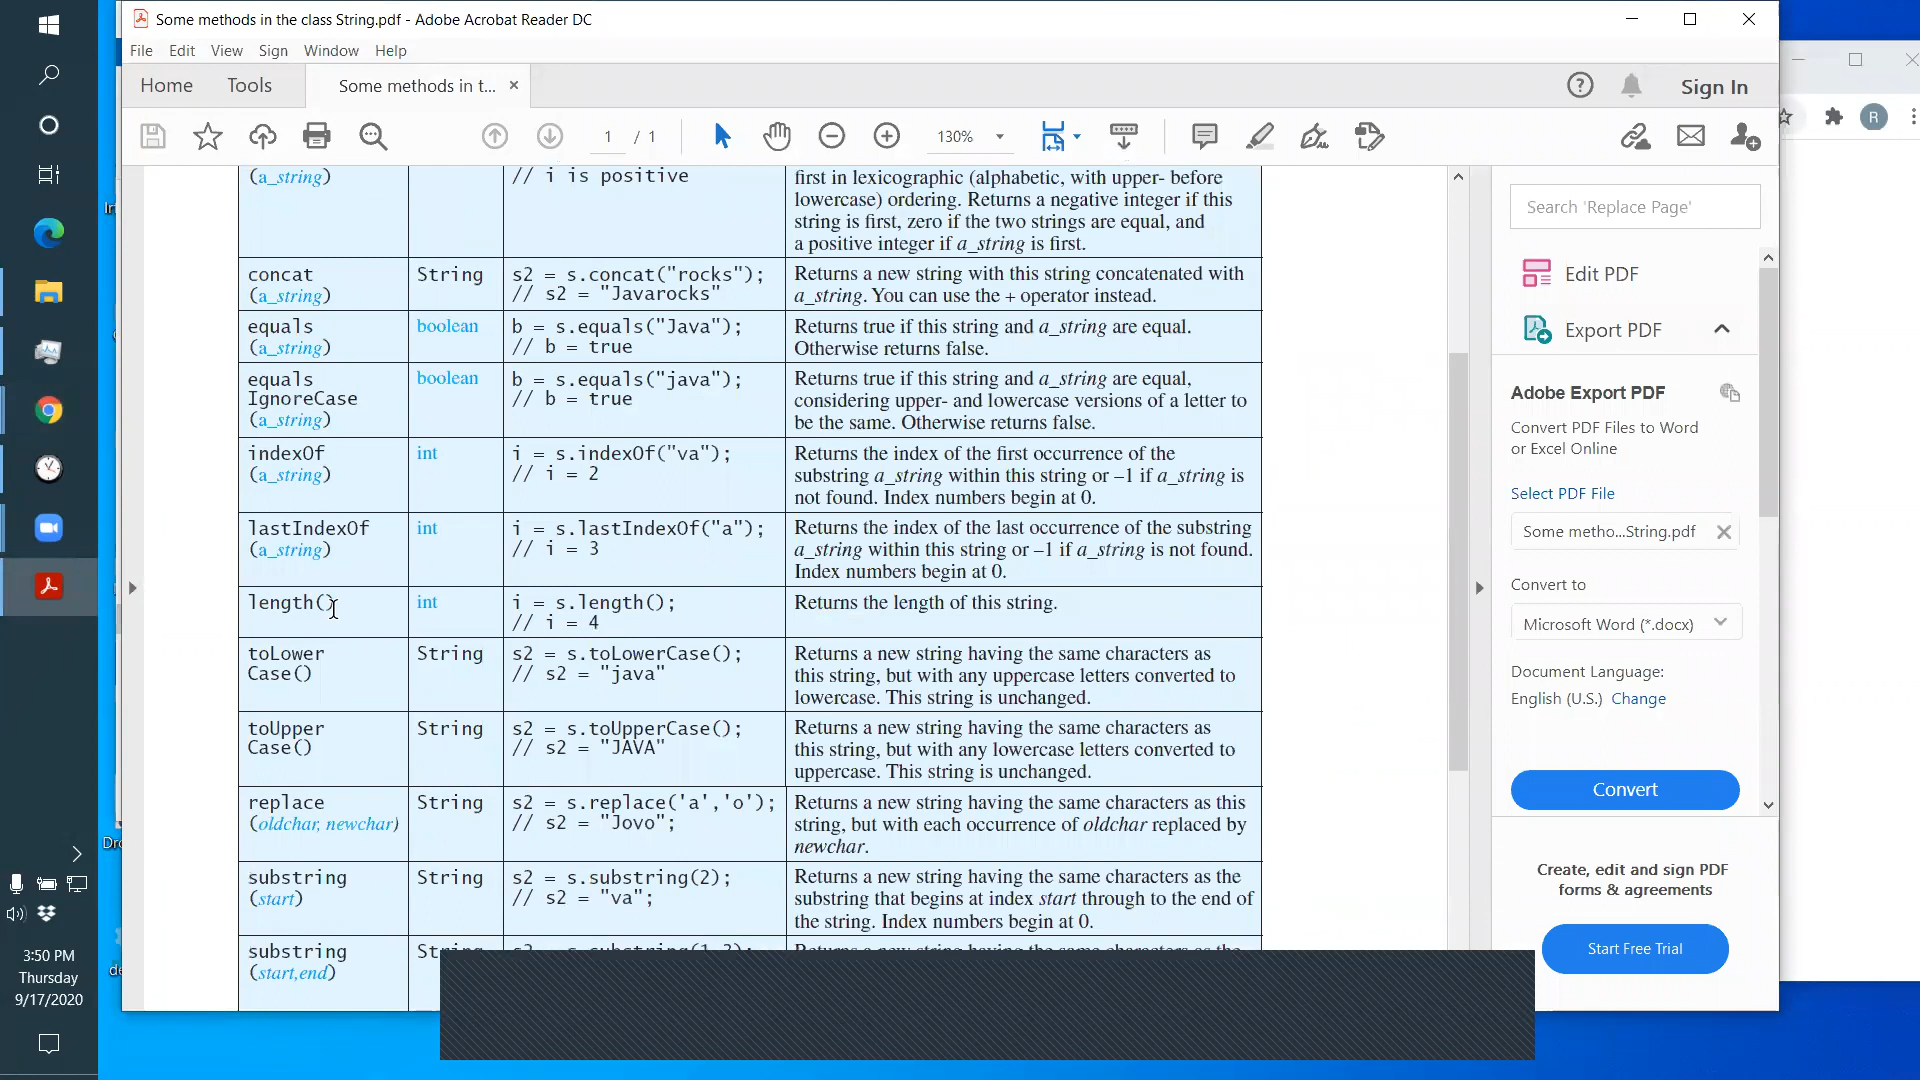 Some methods in the class String.pdf - Adobe Acrobat Reader DC
File Edit View Sign Window Help
Home Tools Some methods in t... Sign In
1 / 1 130%
(a_string) // i is positive first in lexicographic (alphabetic, with upper- before
lowercase) ordering. Returns a negative integer if this
string is first, zero if the two strings are equal, and
a positive integer if a_string is first.
concat String s2 = s.concat("rocks"); Returns a new string with this string concatenated with
(a_string) // s2 = "Javarocks" a_string. You can use the + operator instead.
equals boolean b = s.equals("Java"); Returns true if this string and a_string are equal.
(a_string) // b = true Otherwise returns false.
equals boolean b = s.equals("java"); Returns true if this string and a_string are equal,
IgnoreCase // b = true considering upper- and lowercase versions of a letter to
(a_string) be the same. Otherwise returns false.
indexOf int i = s.indexOf("va"); Returns the index of the first occurrence of the
(a_string) // i = 2 substring a_string within this string or –1 if a_string is
not found. Index numbers begin at 0.
lastIndexOf int i = s.lastIndexOf("a"); Returns the index of the last occurrence of the substring
(a_string) // i = 3 a_string within this string or –1 if a_string is not found.
Index numbers begin at 0.
length() int i = s.length(); Returns the length of this string.
// i = 4
toLower String s2 = s.toLowerCase(); Returns a new string having the same characters as
Case() // s2 = "java" this string, but with any uppercase letters converted to
lowercase. This string is unchanged.
toUpper String s2 = s.toUpperCase(); Returns a new string having the same characters as
Case() // s2 = "JAVA" this string, but with any lowercase letters converted to
uppercase. This string is unchanged.
replace String s2 = s.replace('a','o'); Returns a new string having the same characters as this
(oldchar, newchar) // s2 = "Jovo"; string, but with each occurrence of oldchar replaced by
newchar.
substring String s2 = s.substring(2); Returns a new string having the same characters as the
(start) // s2 = "va"; substring that begins at index start through to the end of
the string. Index numbers begin at 0.
substring
(start,end)
Search 'Replace Page'
Edit PDF
Export PDF
Adobe Export PDF
Convert PDF Files to Word
or Excel Online
Select PDF File
Some metho...String.pdf
Convert to
Microsoft Word (*.docx)
Document Language:
English (U.S.) Change
Convert
Create, edit and sign PDF
forms & agreements
Start Free Trial
R
3:50 PM
Thursday
9/17/2020